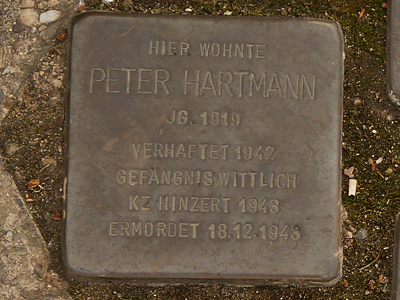 HIER WOHNTE
PETER HARTMANN
JG. 1919
VERHAFTET 1942
GEFÄNGNIS WITTLICH
KZ HINZERT 1943
ERMORDET 18.12.1943